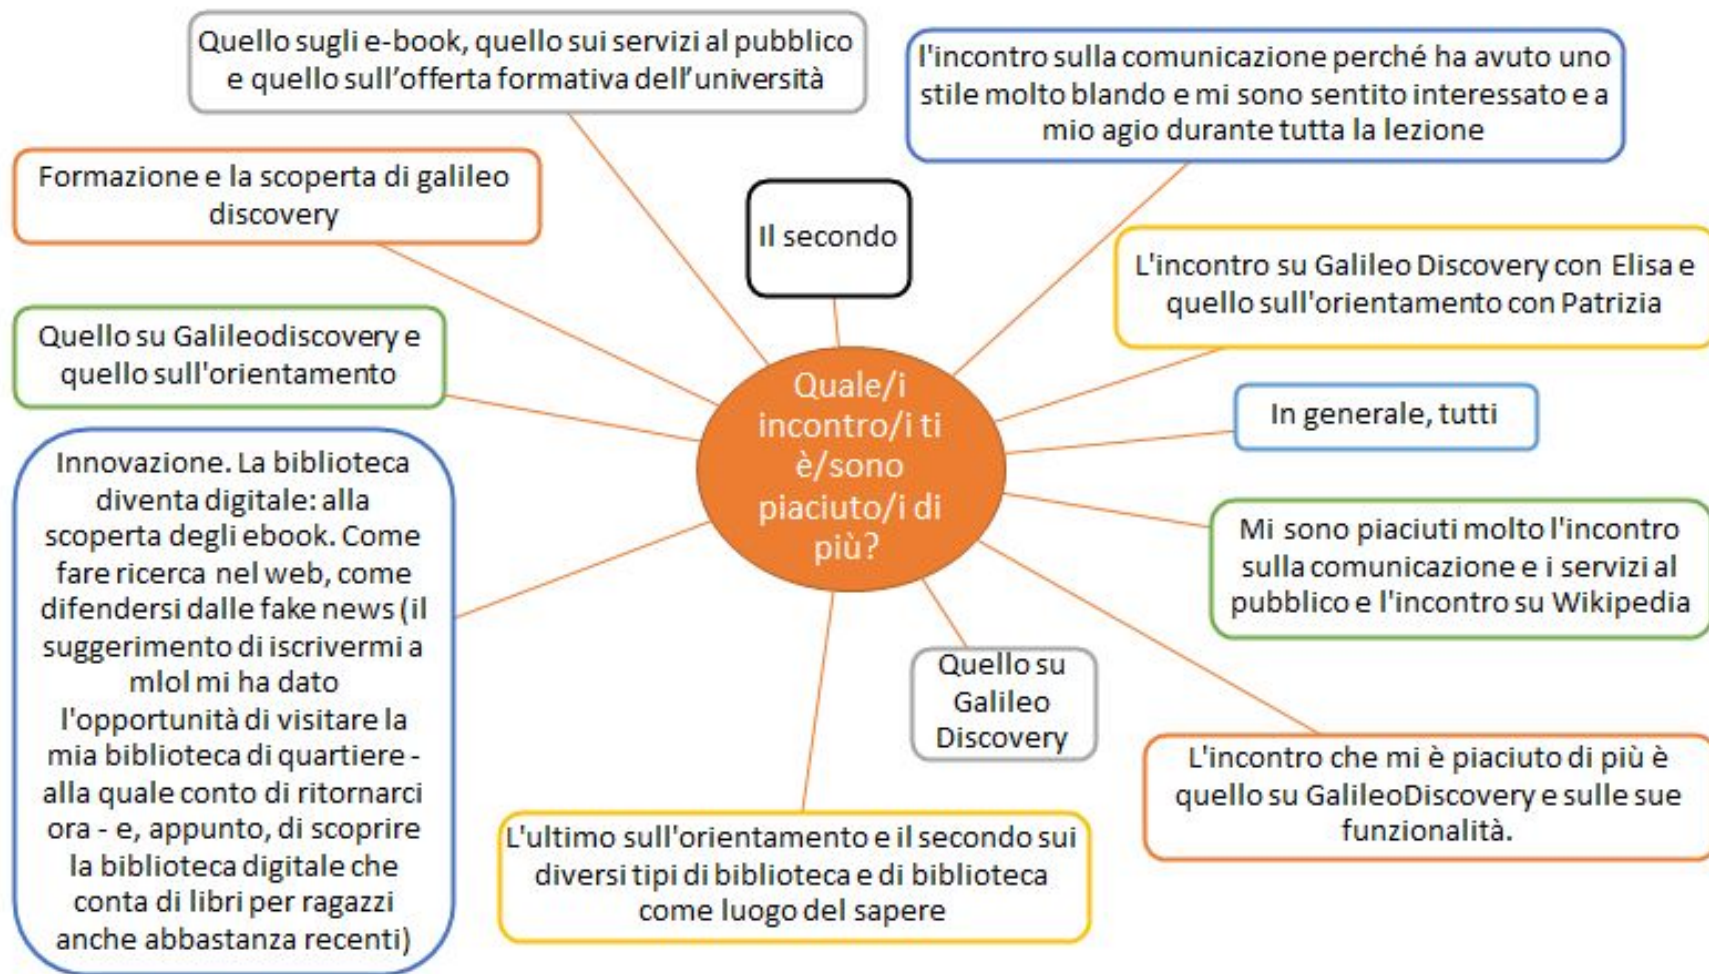 Quello sugli e-book, quello sui servizi al pubblico
e quello sull'offerta formativa dell'università
l'incontro sulla comunicazione perché ha avuto uno
stile molto blando e mi sono sentito interessato e a
mio agio durante tutta la lezione
Formazione e la scoperta di galileo
discovery
Il secondo
L'incontro su Galileo Discovery con Elisa e
quello sull'orientamento con Patrizia
Quello su Galileodiscovery e
quello sull'orientamento
Quale/i
incontro/i ti
è/sono
piaciuto/i di
più?
In generale, tutti
Innovazione. La biblioteca
diventa digitale: alla
scoperta degli ebook. Come
fare ricerca nel web, come
difendersi dalle fake news (il
suggerimento di iscrivermi a
mlol mi ha dato
l'opportunità di visitare la
mia biblioteca di quartiere -
alla quale conto di ritornarci
ora - e, appunto, di scoprire
la biblioteca digitale che
conta di libri per ragazzi
anche abbastanza recenti)
Mi sono piaciuti molto l'incontro
sulla comunicazione e i servizi al
pubblico e l'incontro su Wikipedia
Quello su
Galileo
Discovery
L'incontro che mi è piaciuto di più è
quello su GalileoDiscovery e sulle sue
funzionalità.
L'ultimo sull'orientamento e il secondo sui
diversi tipi di biblioteca e di biblioteca
come luogo del sapere